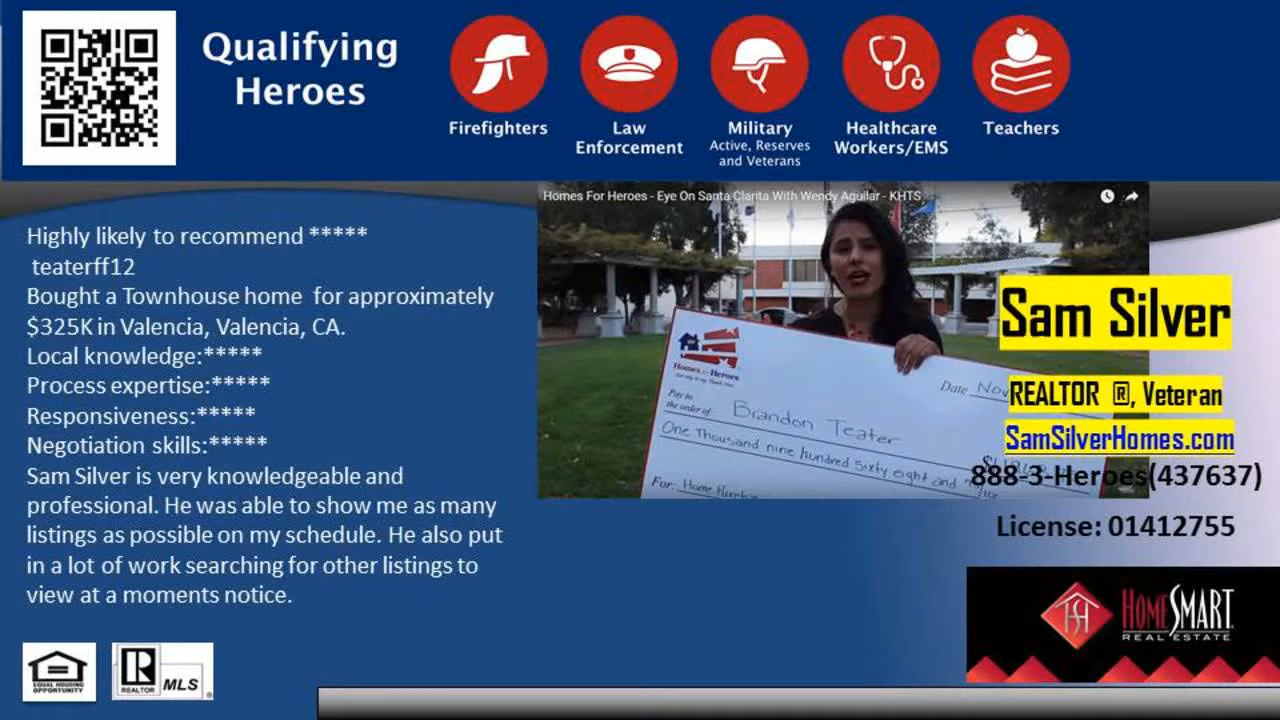 Qualifying
Heroes
Firefighters
Law
Enforcement
Military
Active, Reserves
and Veterans
Healthcare
Workers/EMS
Teachers
Highly likely to recommend *****
teaterff12
Bought a Townhouse home for approximately
$325K in Valencia, Valencia, CA.
Local knowledge:*****
Process expertise:*****
Responsiveness:*****
Negotiation skills:*****
Sam Silver is very knowledgeable and
professional. He was able to show me as many
listings as possible on my schedule. He also put
in a lot of work searching for other listings to
view at a moments notice.
Homes For Heroes - Eye On Santa Clarita With Wendy Aguilar - KHTS
Homes for Heroes
Date Nov
Pay to
the order of Brandon Teater
One Thousand nine hundred sixty eight and
For: Home
Sam Silver
REALTOR ®, Veteran
SamSilverHomes.com
888-3-Heroes(437637)
License: 01412755
HOMESMART
REAL ESTATE
EQUAL HOUSING
OPPORTUNITY
R
REALTOR
MLS
®